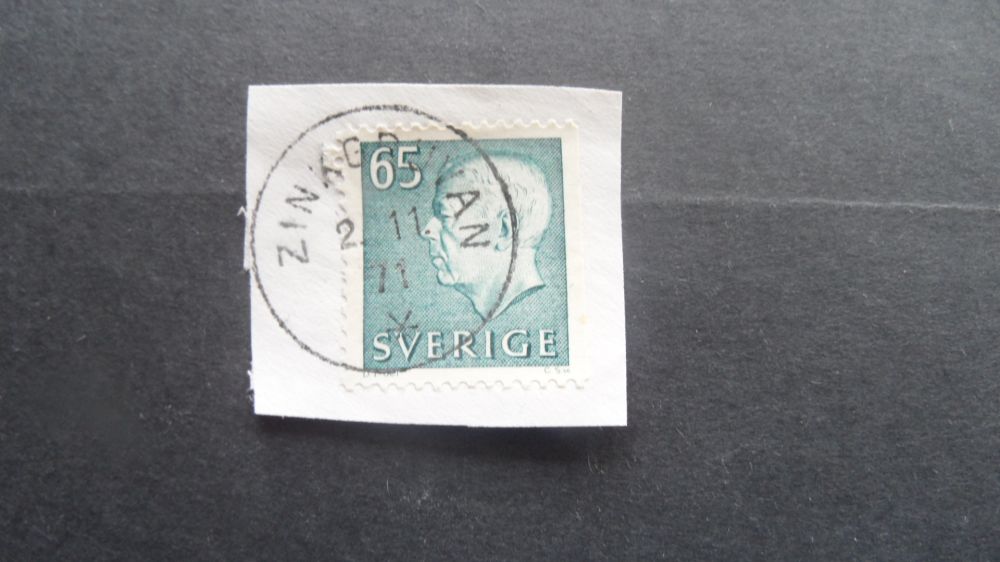 ZINKGRUVAN
65
2. 11
71
*
SVERIGE